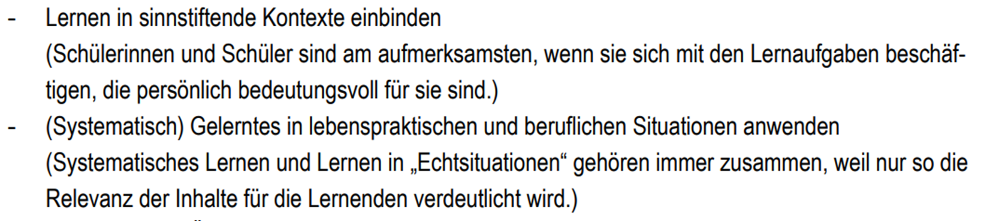 - Lernen in sinnstiftende Kontexte einbinden
(Schülerinnen und Schüler sind am aufmerksamsten, wenn sie sich mit den Lernaufgaben beschäf-
tigen, die persönlich bedeutungsvoll für sie sind.)
- (Systematisch) Gelerntes in lebenspraktischen und beruflichen Situationen anwenden
(Systematisches Lernen und Lernen in „Echtsituationen“ gehören immer zusammen, weil nur so die
Relevanz der Inhalte für die Lernenden verdeutlicht wird.)